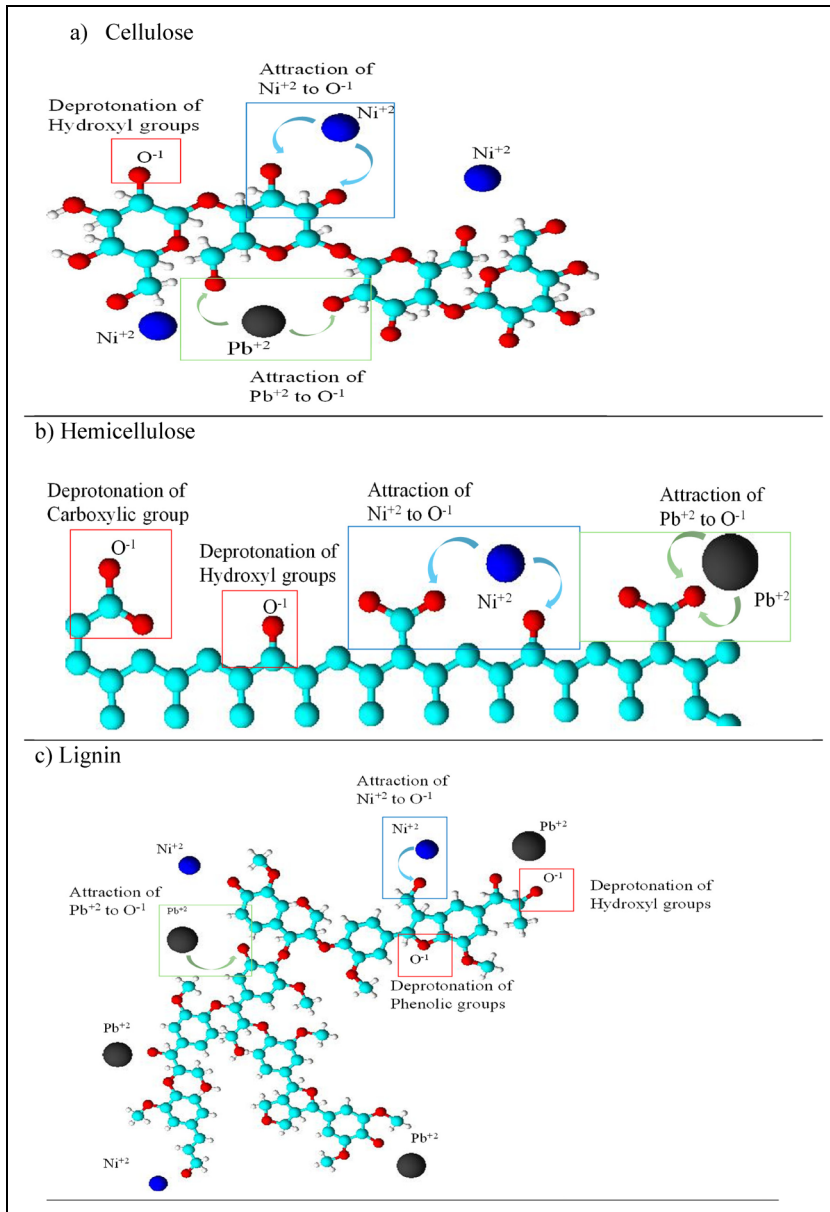 a) Cellulose
Attraction of
Ni+2 to O-1
Deprotonation of
Hydroxyl groups
Ni+2
O-1
Ni+2
Ni+2
Pb+2
Attraction of
Pb+2 to O-1
b) Hemicellulose
Deprotonation of
Carboxylic group
Attraction of
Ni+2 to O-1
Attraction of
Pb+2 to O-1
O-1
Deprotonation of
Hydroxyl groups
O-1
Ni+2
Pb+2
c) Lignin
Attraction of
Ni+2 to O-1
Ni+2
Pb+2
Ni+2
O-1
Deprotonation of
Hydroxyl groups
Attraction of
Pb+2 to O-1
Pb+2
O-1
Deprotonation of
Phenolic groups
Pb+2
Pb+2
Ni+2